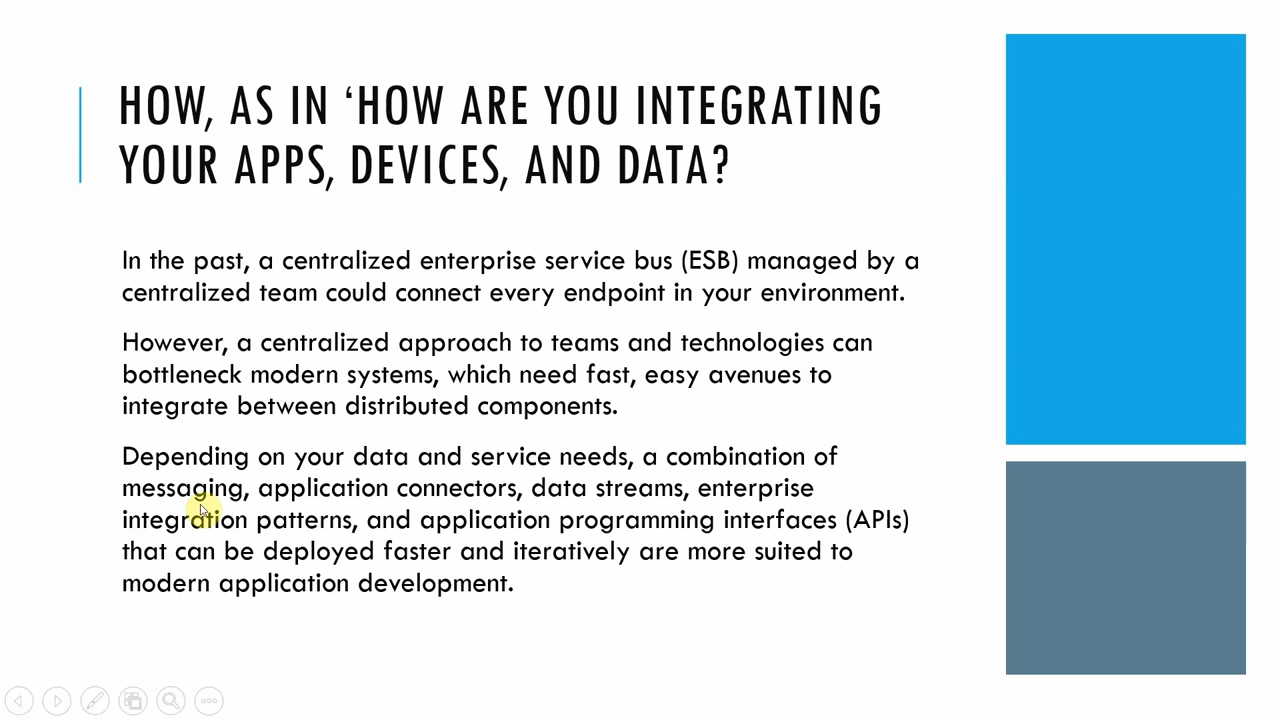 HOW, AS IN ‘HOW ARE YOU INTEGRATING
YOUR APPS, DEVICES, AND DATA?
In the past, a centralized enterprise service bus (ESB) managed by a
centralized team could connect every endpoint in your environment.
However, a centralized approach to teams and technologies can
bottleneck modern systems, which need fast, easy avenues to
integrate between distributed components.
Depending on your data and service needs, a combination of
messaging, application connectors, data streams, enterprise
integration patterns, and application programming interfaces (APIs)
that can be deployed faster and iteratively are more suited to
modern application development.